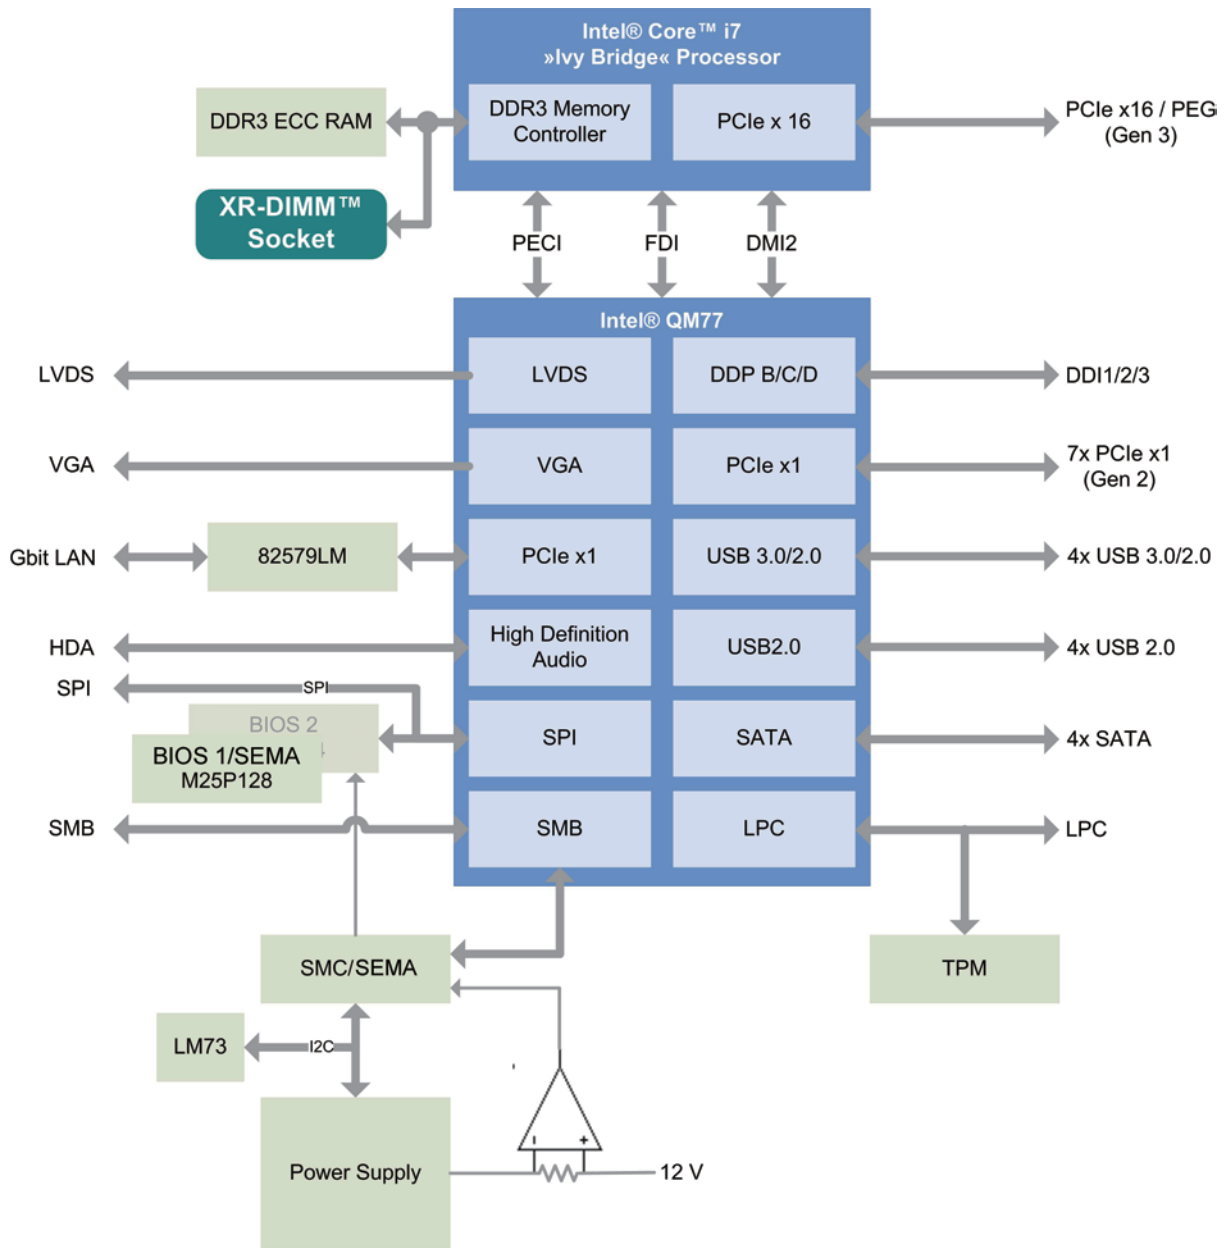 Intel® Core™ i7
»Ivy Bridge« Processor
DDR3 ECC RAM
DDR3 Memory
Controller
PCIe x 16
PCIe x16 / PEG
(Gen 3)
XR-DIMM™
Socket
PECI
FDI
DMI2
Intel® QM77
LVDS
LVDS
DDP B/C/D
DDI1/2/3
VGA
VGA
PCIe x1
7x PCIe x1
(Gen 2)
Gbit LAN
82579LM
PCIe x1
USB 3.0/2.0
4x USB 3.0/2.0
HDA
High Definition
Audio
USB2.0
4x USB 2.0
SPI
SPI
BIOS 2
BIOS 1/SEMA
M25P128
SPI
SATA
4x SATA
SMB
SMB
LPC
LPC
SMC/SEMA
TPM
LM73
I2C
Power Supply
- +
12 V